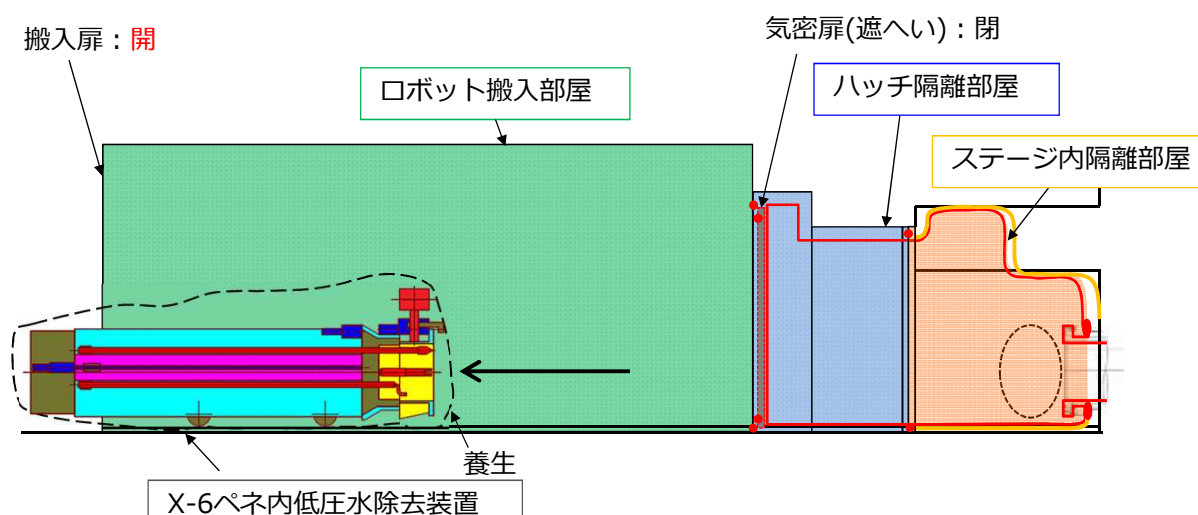 搬入扉：開
気密扉(遮へい)：閉
ロボット搬入部屋
ハッチ隔離部屋
ステージ内隔離部屋
養生
X-6ペネ内低圧水除去装置